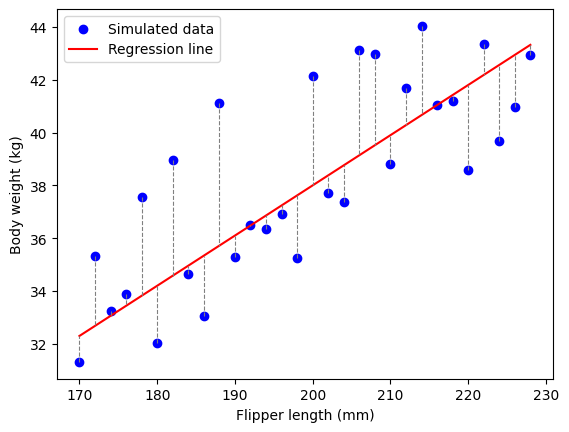 Simulated data
Regression line
Body weight (kg)
44
42
40
38
36
34
32
170 180 190 200 210 220 230
Flipper length (mm)